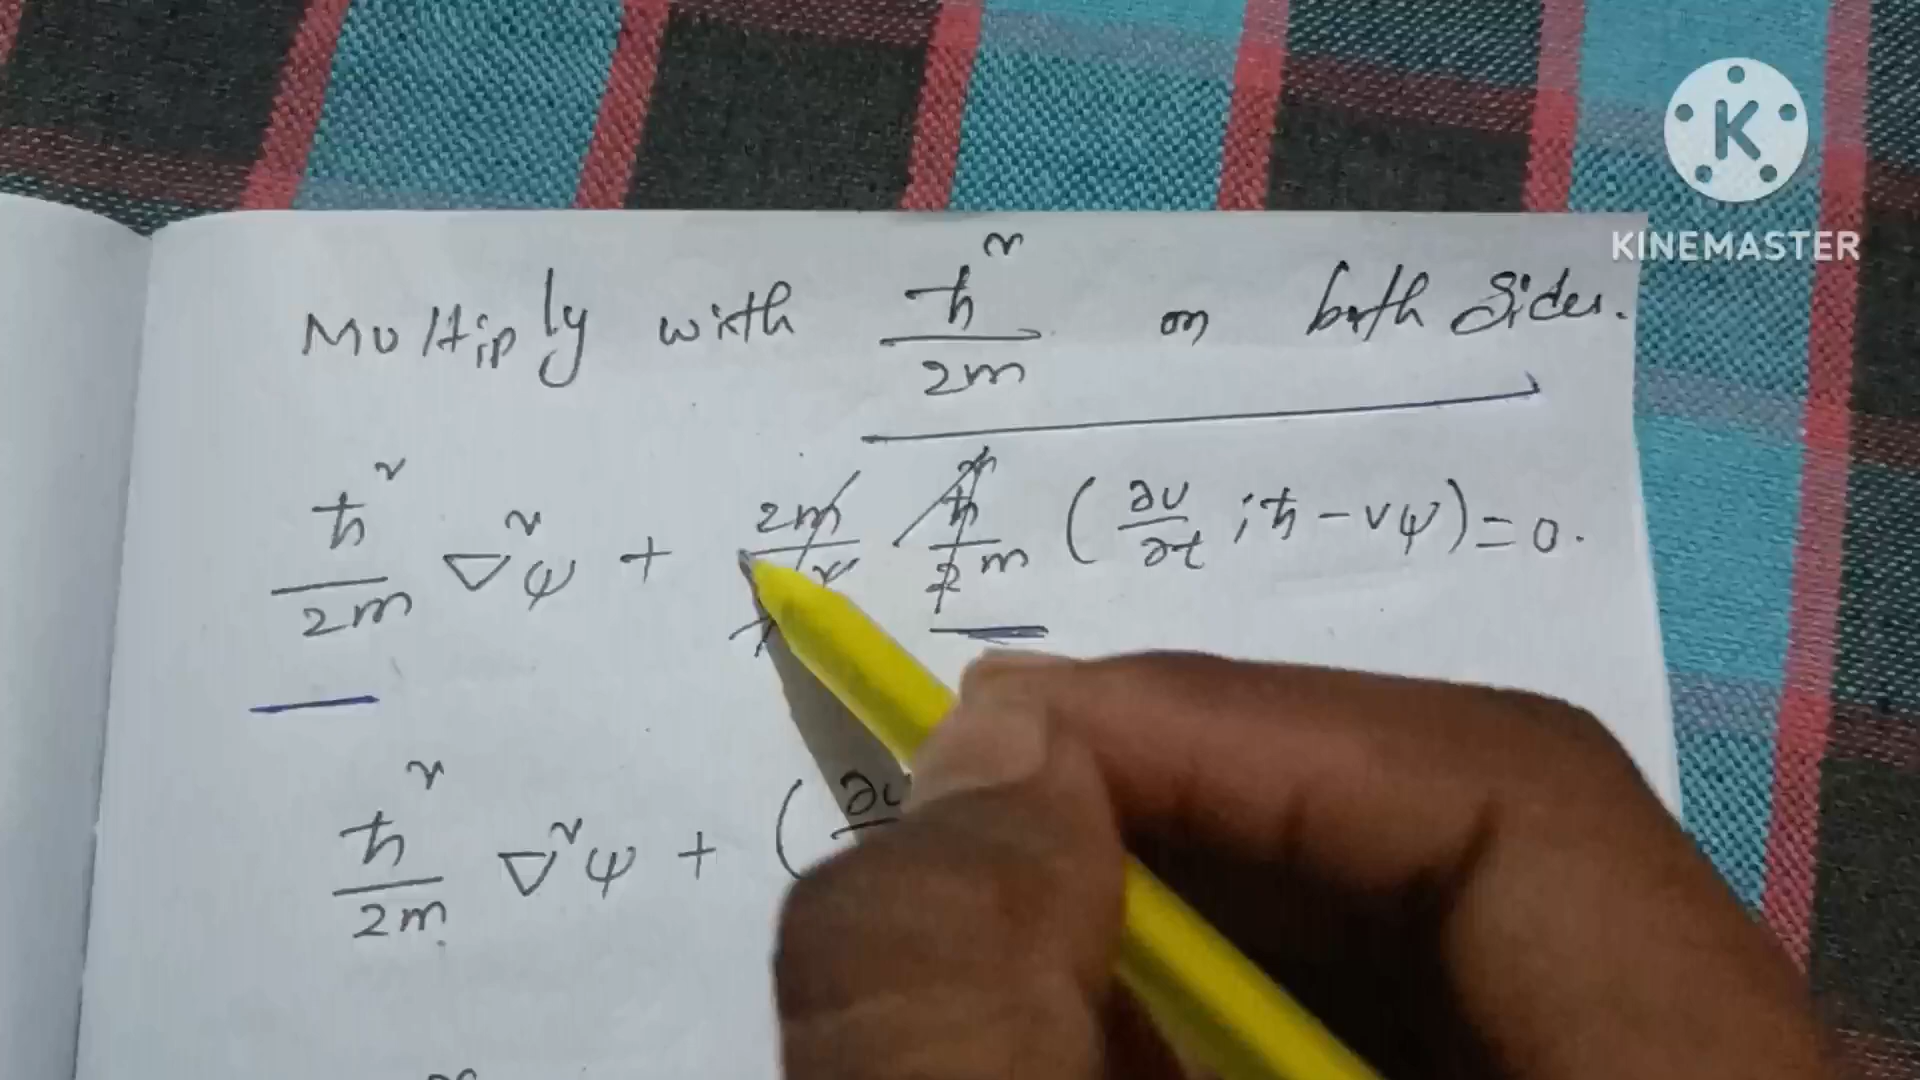 K
KINEMASTER
Multiply with ħ²/2m on both sides.
ħ²/2m ∇²ψ + 2m/ħ² ħ²/2m (∂ψ/∂t iħ - vψ) = 0.
ħ²/2m ∇²ψ + (∂ψ